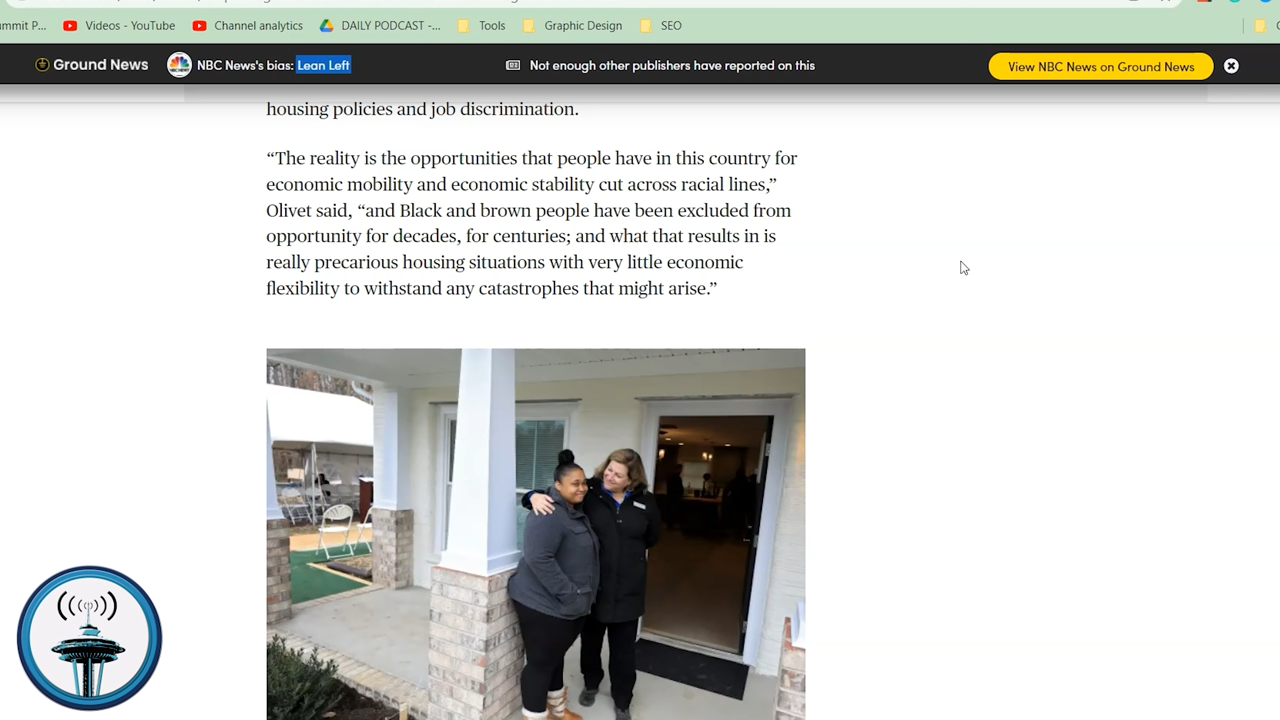 ummit P...
Videos - YouTube
Channel analytics
DAILY PODCAST -...
Tools
Graphic Design
SEO
Ground News
NBC News's bias: Lean Left
Not enough other publishers have reported on this
View NBC News on Ground News
housing policies and job discrimination.
“The reality is the opportunities that people have in this country for
economic mobility and economic stability cut across racial lines,”
Olivet said, “and Black and brown people have been excluded from
opportunity for decades, for centuries; and what that results in is
really precarious housing situations with very little economic
flexibility to withstand any catastrophes that might arise.”